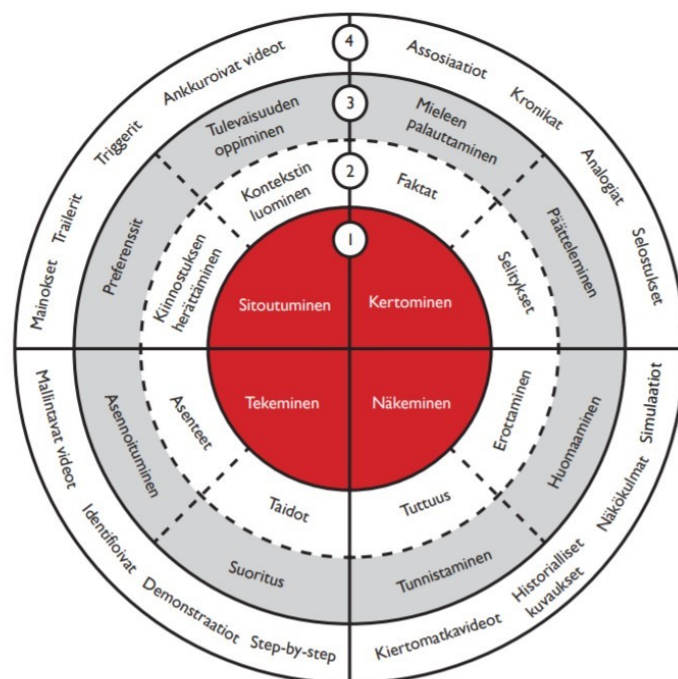 4
Ankkuroivat videot
Triggerit
Trailerit
Mainokset
Assosiaatiot
Kronikat
Analogiat
Selostukset
3
Tulevaisuuden
oppiminen
Preferenssit
Mieleen
palauttaminen
Päätteleminen
2
Kontekstin
luominen
Kiinnostuksen
herättäminen
Faktat
Selitykset
1
Sitoutuminen
Kertominen
Tekeminen
Näkeminen
Asenteet
Taidot
Tuttuus
Erottaminen
Asennoituminen
Suoritus
Tunnistaminen
Huomaaminen
Mallintavat videot
Identifioivat
Demonstraatiot
Step-by-step
Kiertomatkavideot
Historialliset
kuvaukset
Näkökulmat
Simulaatiot